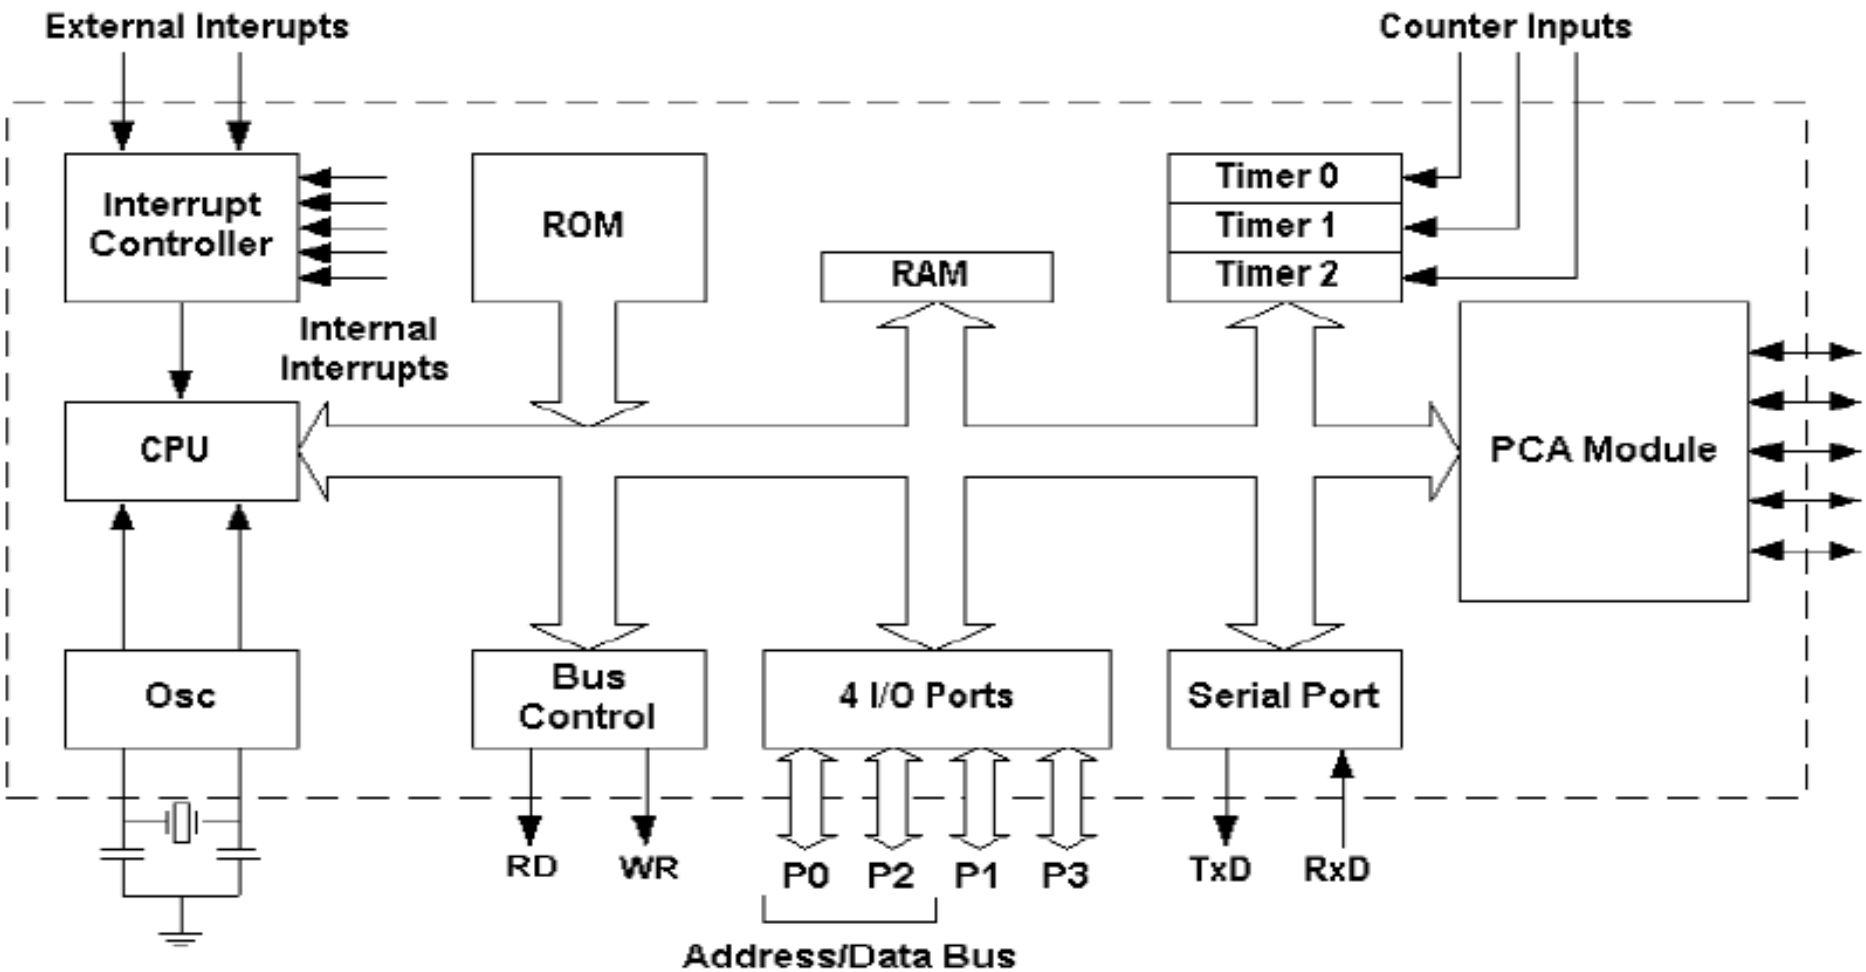 External Interupts
Counter Inputs
Interrupt
Controller
ROM
RAM
Timer 0
Timer 1
Timer 2
Internal
Interrupts
CPU
PCA Module
Osc
Bus
Control
4 I/O Ports
Serial Port
RD
WR
P0
P2
P1
P3
TxD
RxD
Address/Data Bus